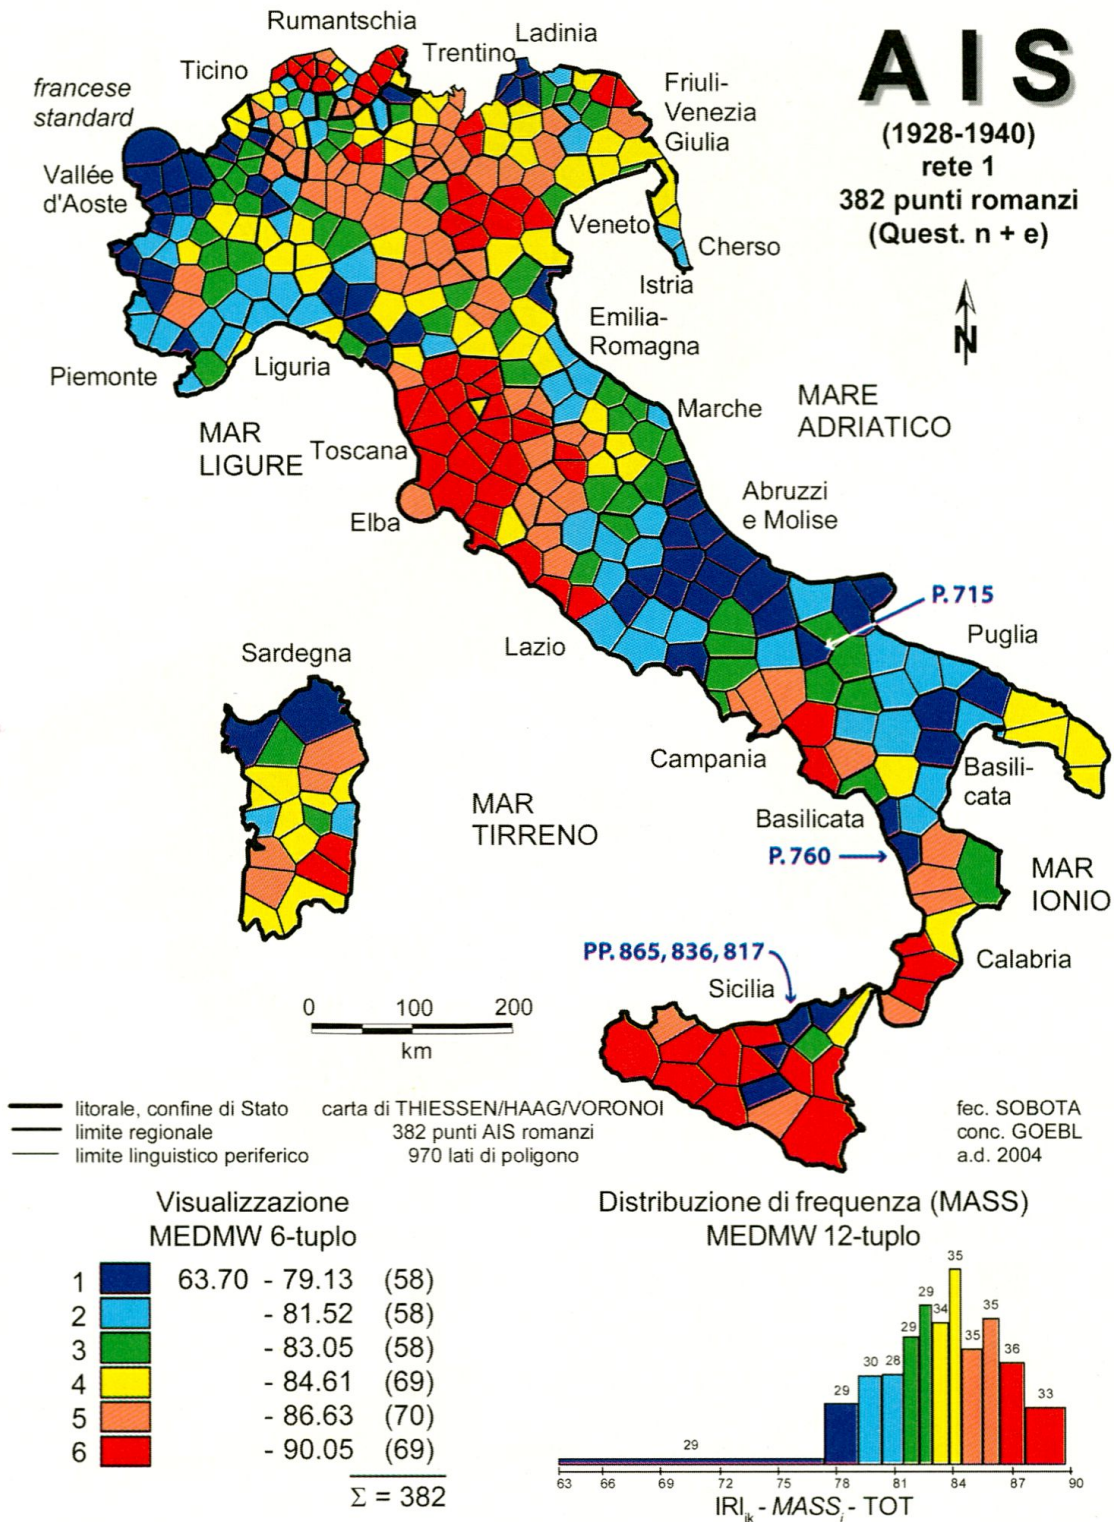 Rumantschia
Ladinia
Trentino
Ticino
francese
standard
Friuli-
Venezia
Giulia
Vallée
d'Aoste
Veneto
Cherso
Istria
Emilia-
Romagna
Piemonte
Liguria
Marche
MAR
LIGURE
Toscana
MARE
ADRIATICO
Elba
Abruzzi
e Molise
P. 715
Puglia
Lazio
Sardegna
Campania
Basili-
cata
MAR
TIRRENO
Basilicata
P. 760
MAR
IONIO
PP. 865, 836, 817
Calabria
Sicilia
AIS
(1928-1940)
rete 1
382 punti romanzi
(Quest. n + e)
N
0 100 200
km
litorale, confine di Stato
limite regionale
limite linguistico periferico
carta di THIESSEN/HAAG/VORONOI
382 punti AIS romanzi
970 lati di poligono
fec. SOBOTA
conc. GOEBL
a.d. 2004
Visualizzazione
MEDMW 6-tuplo
1 63.70 - 79.13 (58)
2 - 81.52 (58)
3 - 83.05 (58)
4 - 84.61 (69)
5 - 86.63 (70)
6 - 90.05 (69)
Σ = 382
Distribuzione di frequenza (MASS)
MEDMW 12-tuplo
29 29 30 28 29 29 34 35 35 35 36 33
63 66 69 72 75 78 81 84 87 90
IRIjk - MASSj - TOT